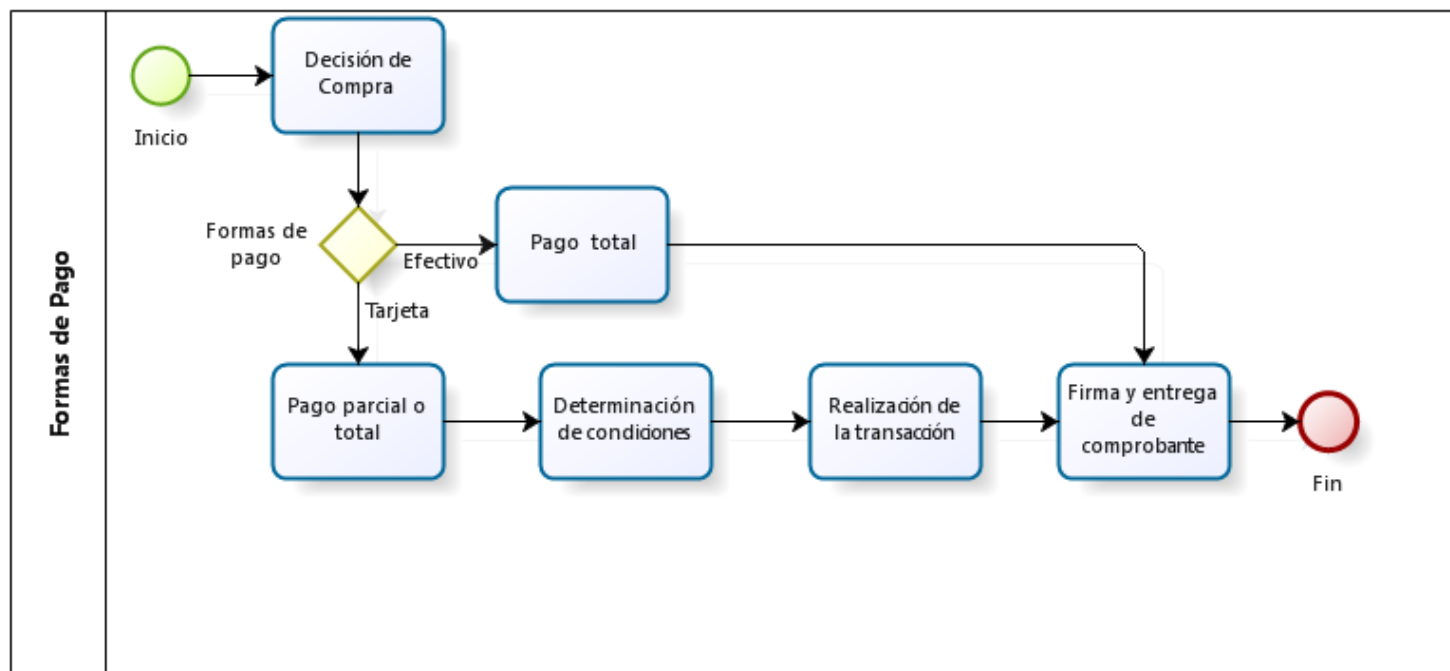 Formas de Pago
Decisión de
Compra
Inicio
Formas de
pago
Efectivo
Pago total
Tarjeta
Pago parcial o
total
Determinación
de condiciones
Realización de
la transacción
Firma y entrega
de
comprobante
Fin